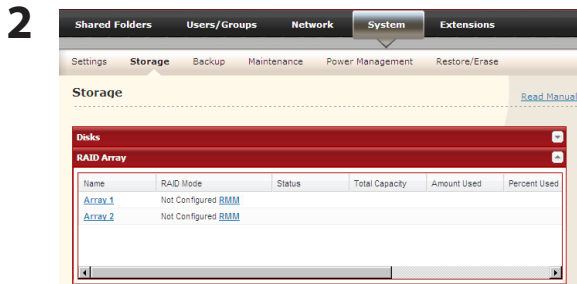 2
Shared Folders Users/Groups Network System Extensions
Settings Storage Backup Maintenance Power Management Restore/Erase
Storage
Read Manual
Disks
RAID Array
Name RAID Mode Status Total Capacity Amount Used Percent Used
Array 1 Not Configured RMM
Array 2 Not Configured RMM